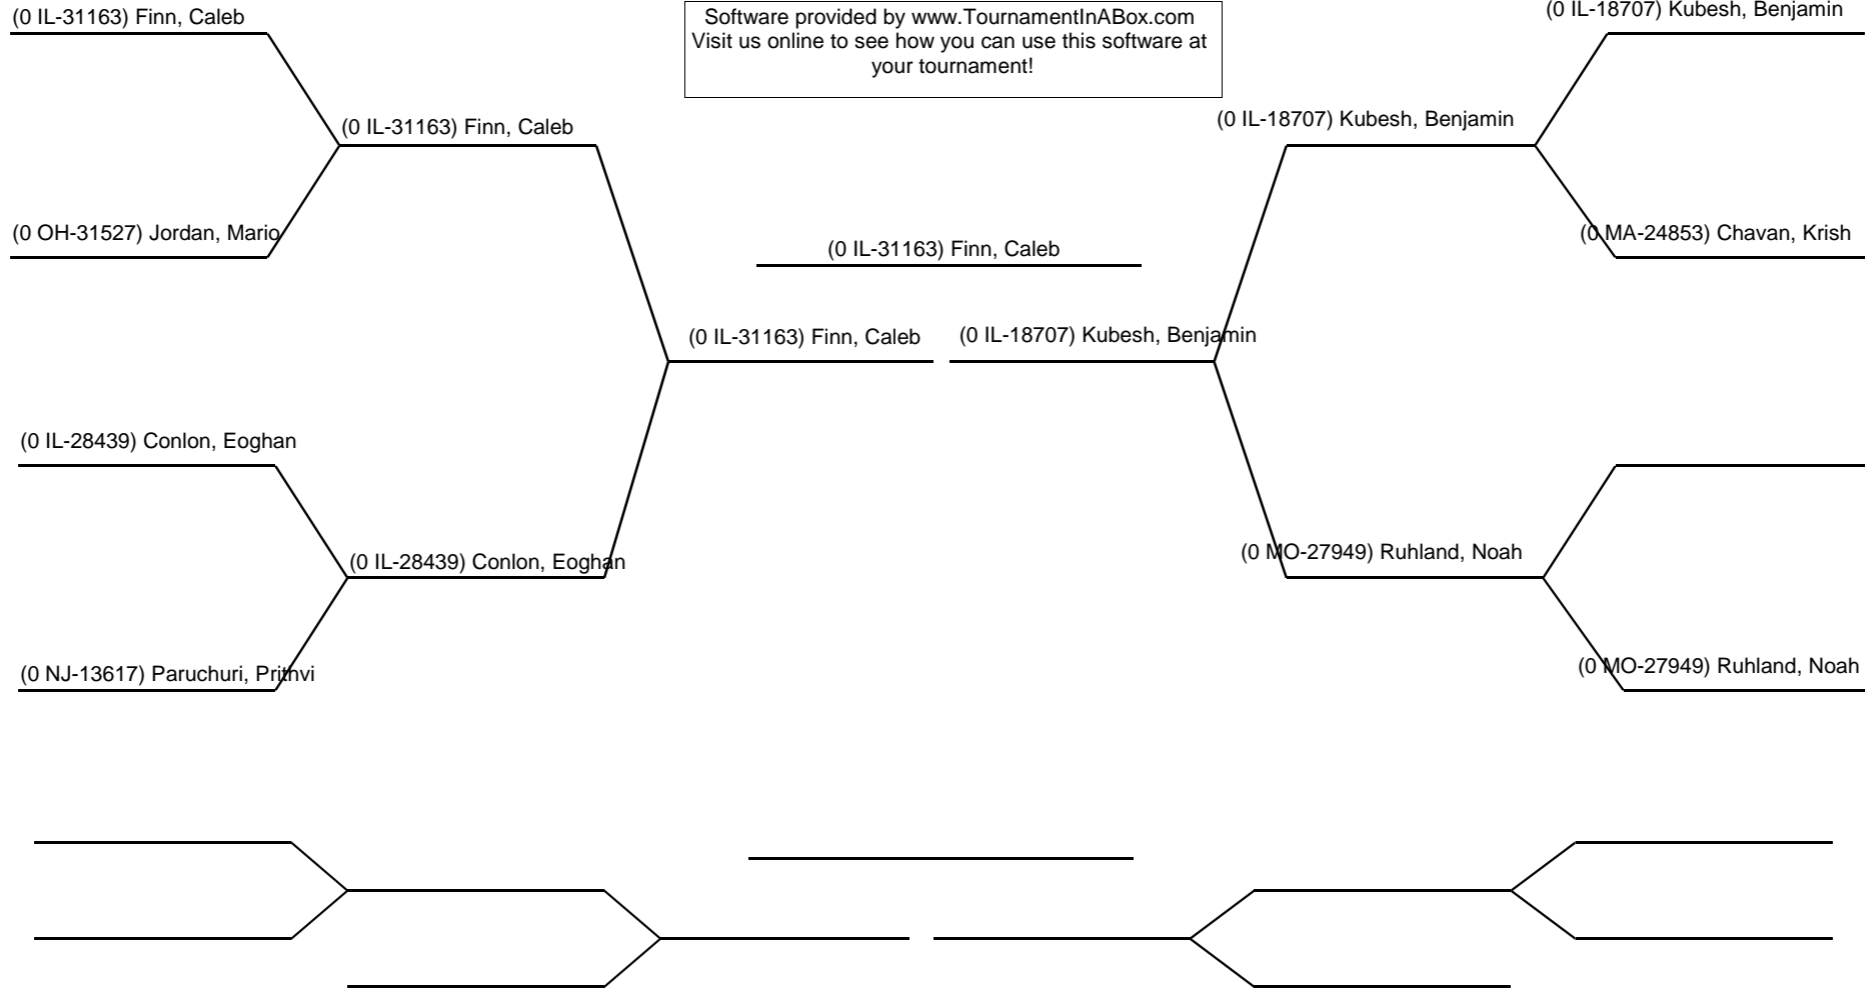 (0 IL-31163) Finn, Caleb
Software provided by www.TournamentInABox.com
Visit us online to see how you can use this software at
your tournament!
(0 IL-18707) Kubesh, Benjamin
(0 IL-31163) Finn, Caleb
(0 IL-18707) Kubesh, Benjamin
(0 OH-31527) Jordan, Mario
(0 IL-31163) Finn, Caleb
(0 MA-24853) Chavan, Krish
(0 IL-31163) Finn, Caleb
(0 IL-18707) Kubesh, Benjamin
(0 IL-28439) Conlon, Eoghan
(0 IL-28439) Conlon, Eoghan
(0 MO-27949) Ruhland, Noah
(0 NJ-13617) Paruchuri, Prithvi
(0 MO-27949) Ruhland, Noah